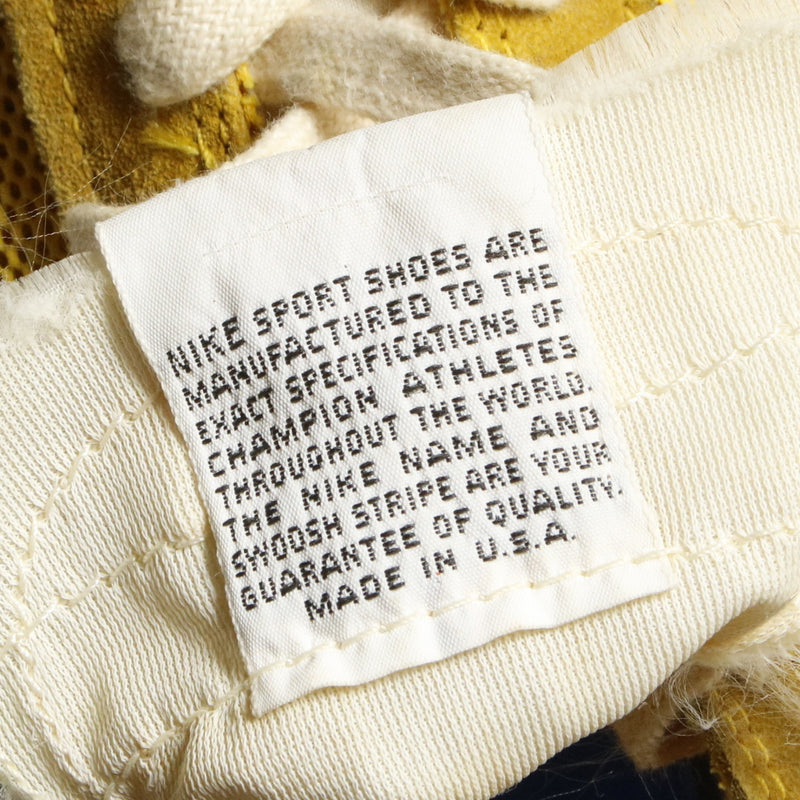 NIKE SPORT SHOES ARE
MANUFACTURED TO THE
EXACT SPECIFICATIONS OF
CHAMPION ATHLETES
THROUGHOUT THE WORLD.
THE NIKE NAME AND
SWOOSH STRIPE ARE YOUR
GUARANTEE OF QUALITY.
MADE IN U.S.A.